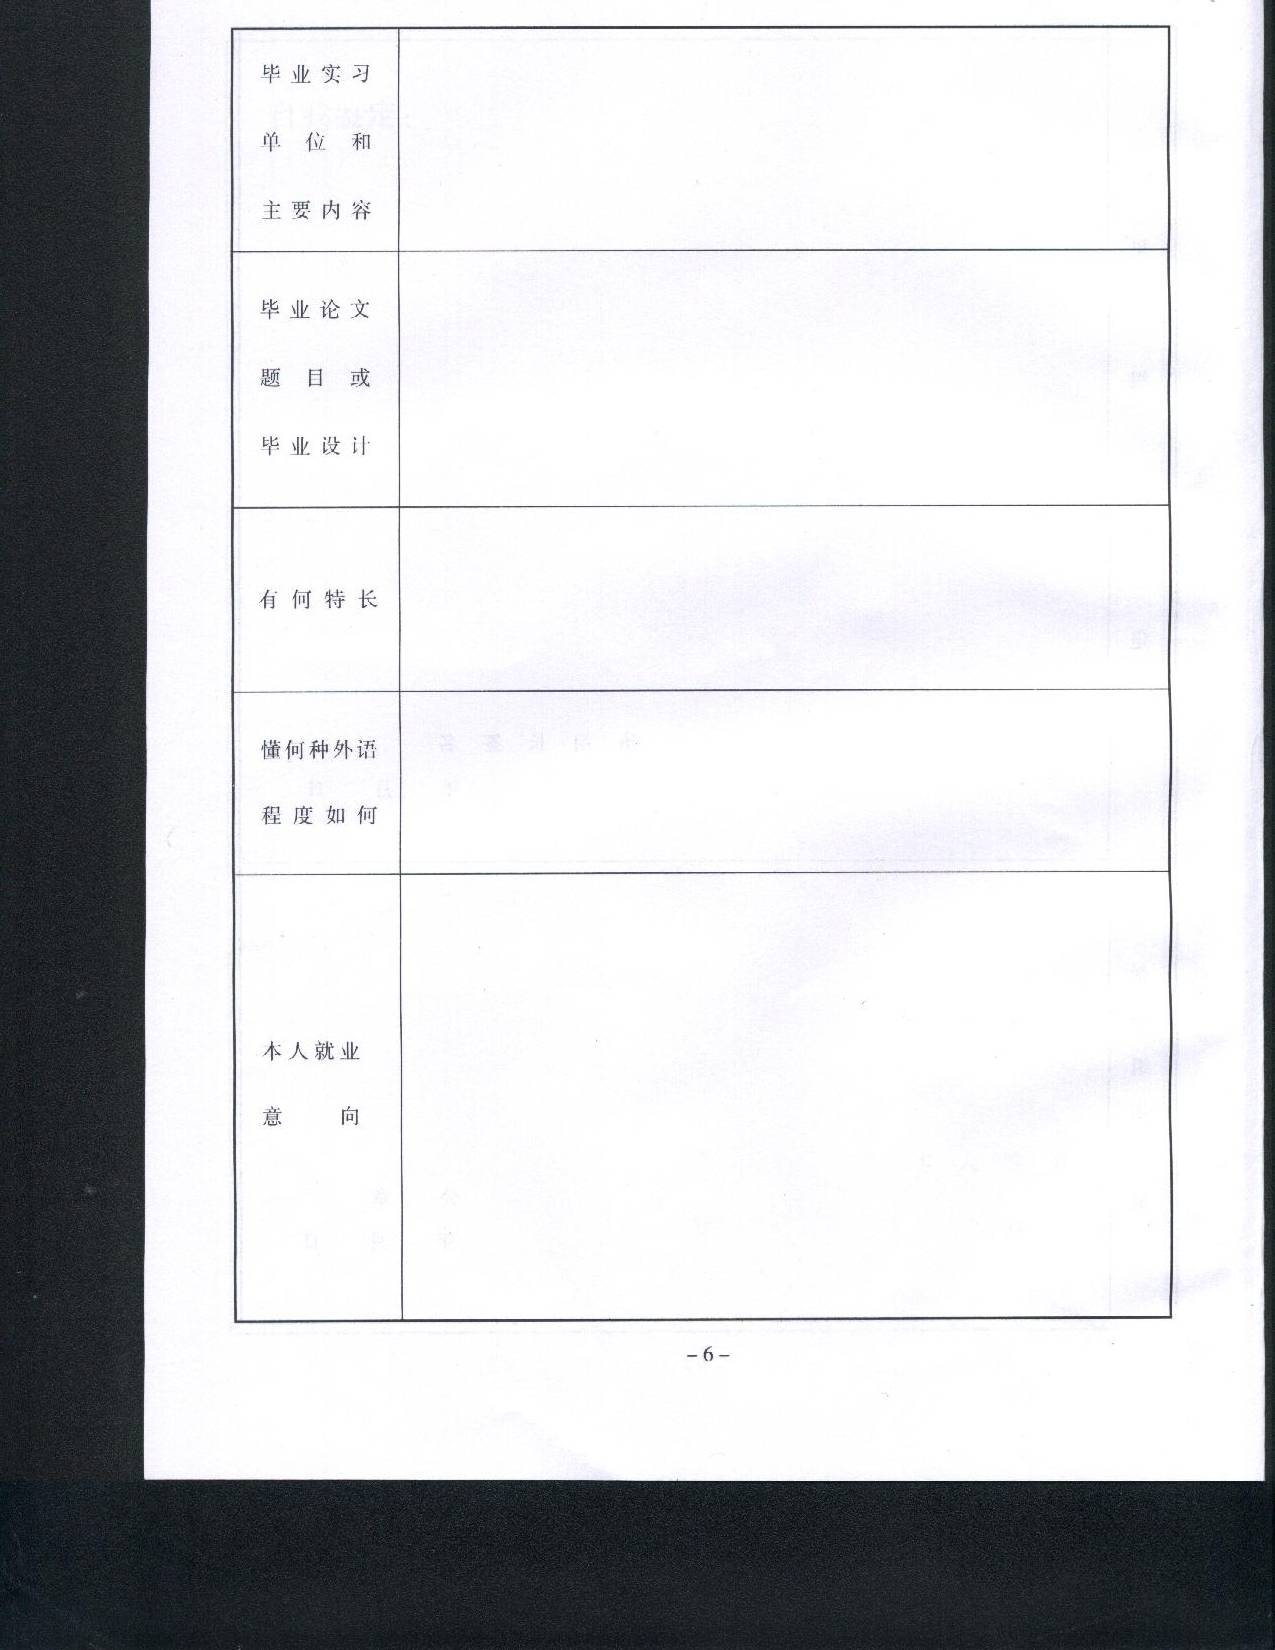 毕业实习
单位和
主要内容
毕业论文
题目或
毕业设计
有何特长
懂何种外语
程度如何
本人就业
意向
–6–